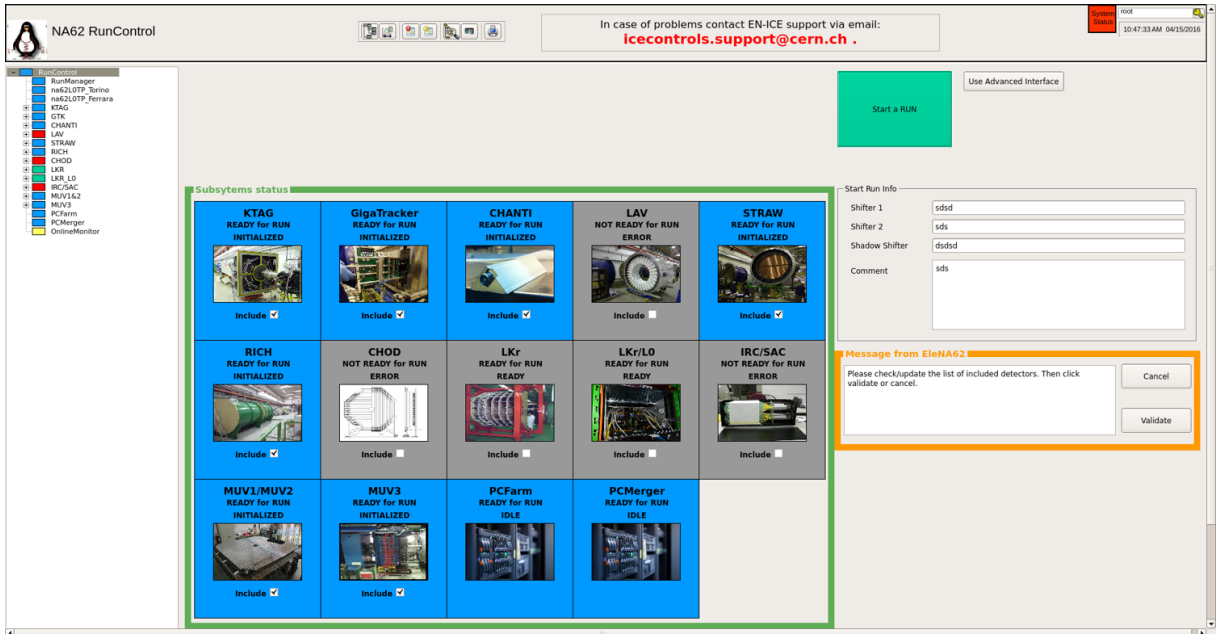 NA62 RunControl
In case of problems contact EN-ICE support via email:
icecontrols.support@cern.ch .
System
Status
root
10:47:33 AM 04/15/2016
RunControl
RunManager
na62L0TP_Torino
na62L0TP_Ferrara
KTAG
GTK
CHANTI
LAV
STRAW
RICH
CHOD
LKR
LKR_L0
IRC/SAC
MUV1&2
MUV3
PCFarm
PCMerger
OnlineMonitor
Start a RUN
Use Advanced Interface
Subsytems status
KTAG
READY for RUN
INITIALIZED
Include
GigaTracker
READY for RUN
INITIALIZED
Include
CHANTI
READY for RUN
INITIALIZED
Include
LAV
NOT READY for RUN
ERROR
Include
STRAW
READY for RUN
INITIALIZED
Include
RICH
READY for RUN
INITIALIZED
Include
CHOD
NOT READY for RUN
ERROR
Include
LKr
READY for RUN
READY
Include
LKr/L0
READY for RUN
READY
Include
IRC/SAC
NOT READY for RUN
ERROR
Include
MUV1/MUV2
READY for RUN
INITIALIZED
Include
MUV3
READY for RUN
INITIALIZED
Include
PCFarm
READY for RUN
IDLE
PCMerger
READY for RUN
IDLE
Start Run Info
Shifter 1
sdsd
Shifter 2
sds
Shadow Shifter
dsdsd
Comment
sds
Message from EleNA62
Please check/update the list of included detectors. Then click
validate or cancel.
Cancel
Validate